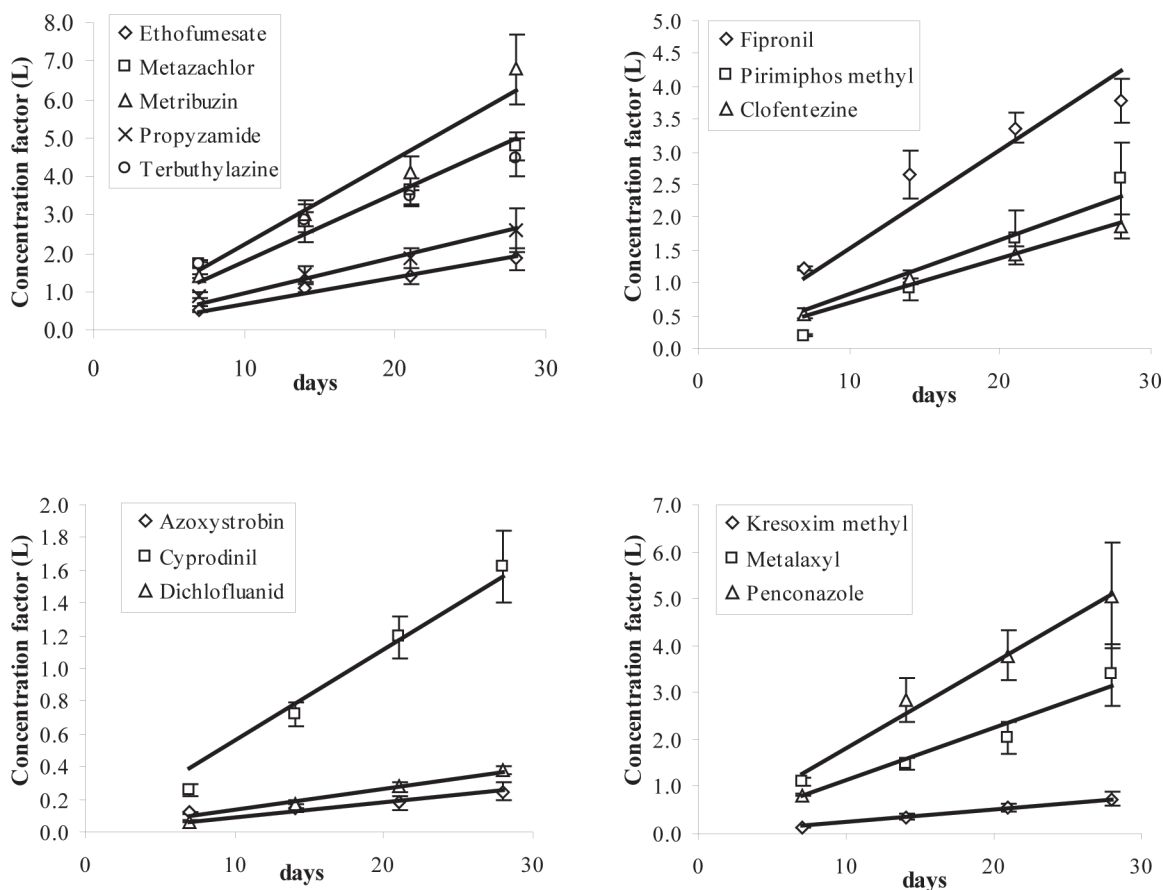 Concentration factor (L)
8.0
7.0
6.0
5.0
4.0
3.0
2.0
1.0
0.0
Ethofumesate
Metazachlor
Metribuzin
Propyzamide
Terbuthylazine
0
10
20
30
days
Concentration factor (L)
5.0
4.5
4.0
3.5
3.0
2.5
2.0
1.5
1.0
0.5
0.0
Fipronil
Pirimiphos methyl
Clofentezine
0
10
20
30
days
Concentration factor (L)
2.0
1.8
1.6
1.4
1.2
1.0
0.8
0.6
0.4
0.2
0.0
Azoxystrobin
Cyprodinil
Dichlofluanid
0
10
20
30
days
Concentration factor (L)
7.0
6.0
5.0
4.0
3.0
2.0
1.0
0.0
Kresoxim methyl
Metalaxyl
Penconazole
0
10
20
30
days